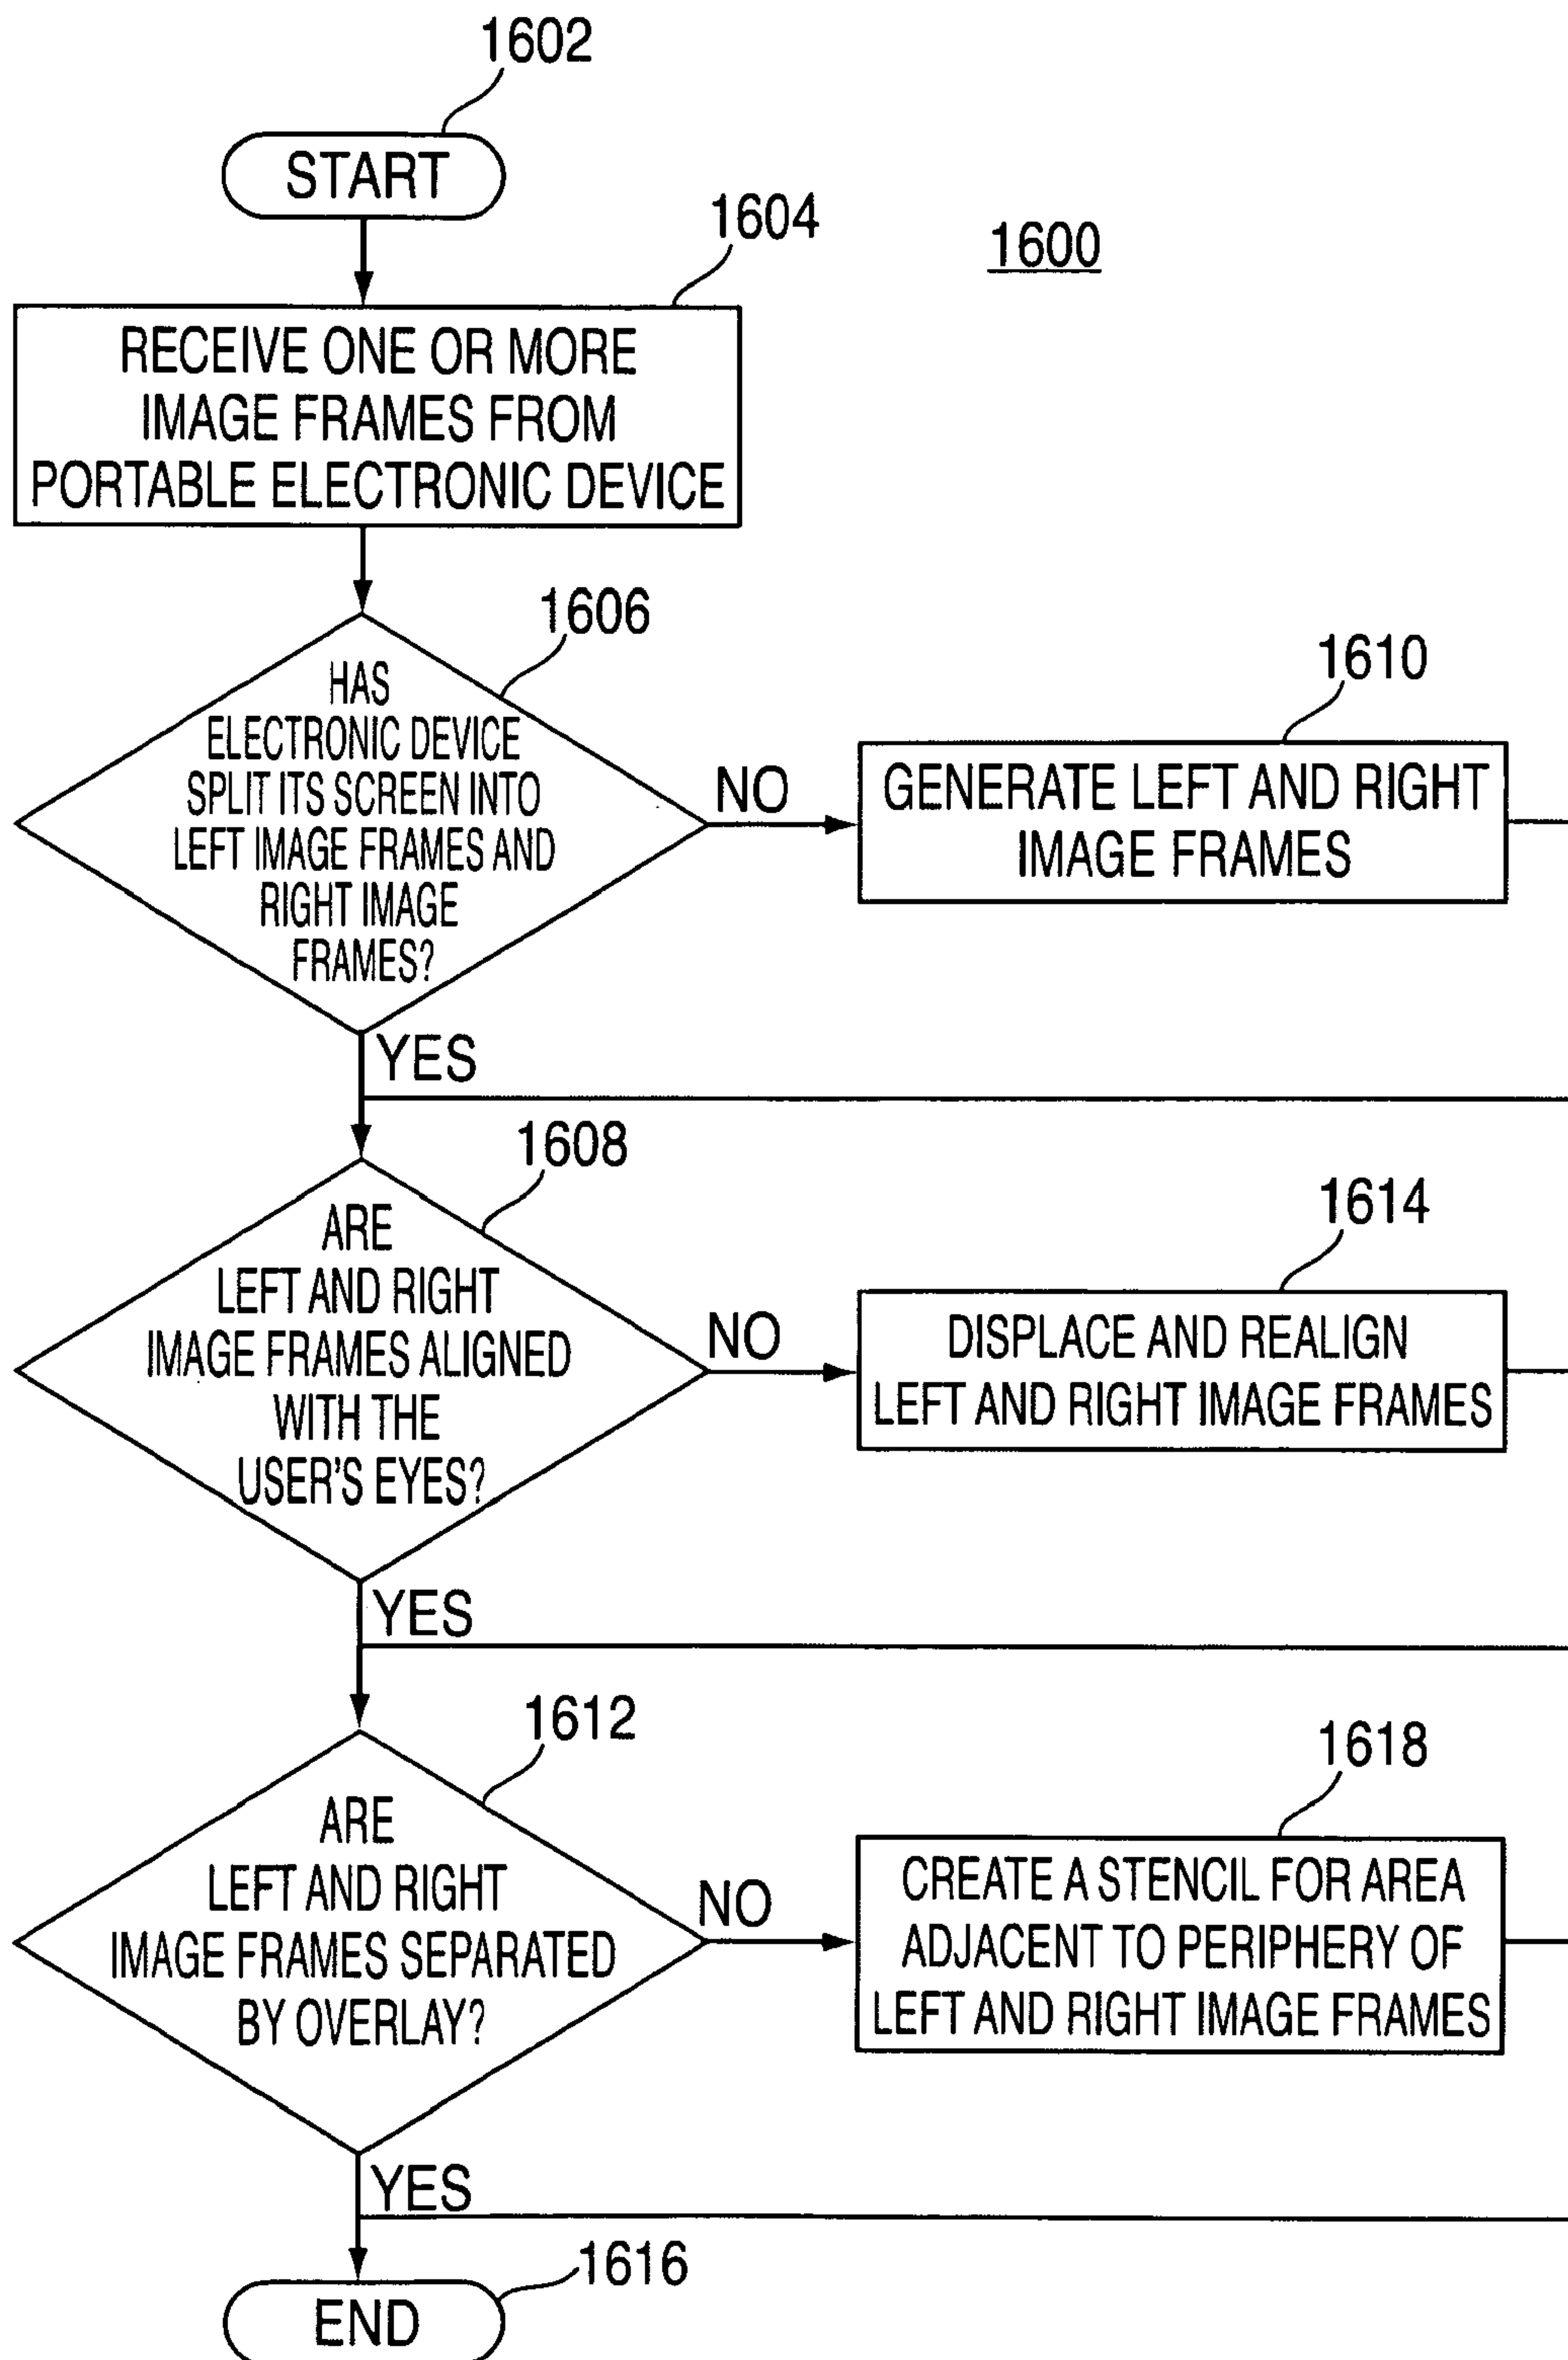 1602
START
1604
1600
RECEIVE ONE OR MORE
IMAGE FRAMES FROM
PORTABLE ELECTRONIC DEVICE
1606
HAS
ELECTRONIC DEVICE
SPLIT ITS SCREEN INTO
LEFT IMAGE FRAMES AND
RIGHT IMAGE
FRAMES?
NO
1610
GENERATE LEFT AND RIGHT
IMAGE FRAMES
YES
1608
ARE
LEFT AND RIGHT
IMAGE FRAMES ALIGNED
WITH THE
USER'S EYES?
NO
1614
DISPLACE AND REALIGN
LEFT AND RIGHT IMAGE FRAMES
YES
1612
ARE
LEFT AND RIGHT
IMAGE FRAMES SEPARATED
BY OVERLAY?
NO
1618
CREATE A STENCIL FOR AREA
ADJACENT TO PERIPHERY OF
LEFT AND RIGHT IMAGE FRAMES
YES
1616
END